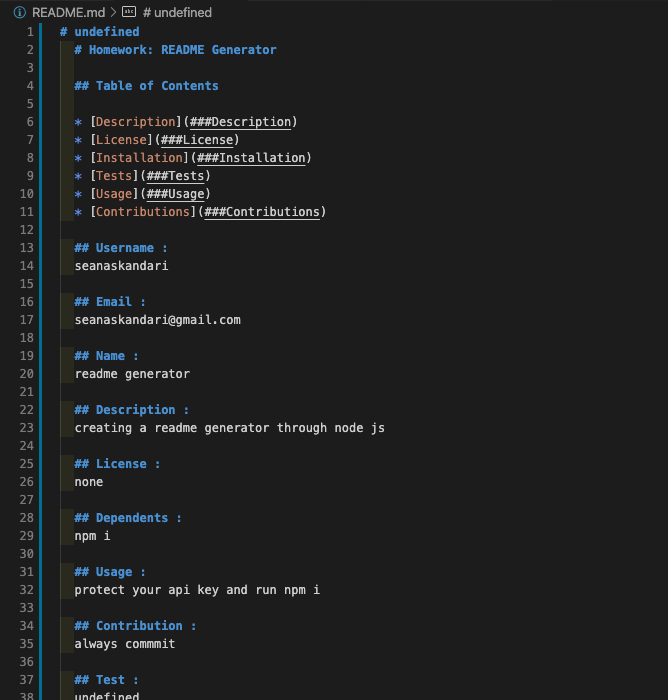 README.md > # undefined
1 # undefined
2 # Homework: README Generator
3
4 ## Table of Contents
5
6 * [Description](###Description)
7 * [License](###License)
8 * [Installation](###Installation)
9 * [Tests](###Tests)
10 * [Usage](###Usage)
11 * [Contributions](###Contributions)
12
13 ## Username :
14 seanaskandari
15
16 ## Email :
17 seanaskandari@gmail.com
18
19 ## Name :
20 readme generator
21
22 ## Description :
23 creating a readme generator through node js
24
25 ## License :
26 none
27
28 ## Dependents :
29 npm i
30
31 ## Usage :
32 protect your api key and run npm i
33
34 ## Contribution :
35 always commmit
36
37 ## Test :
38 undefined